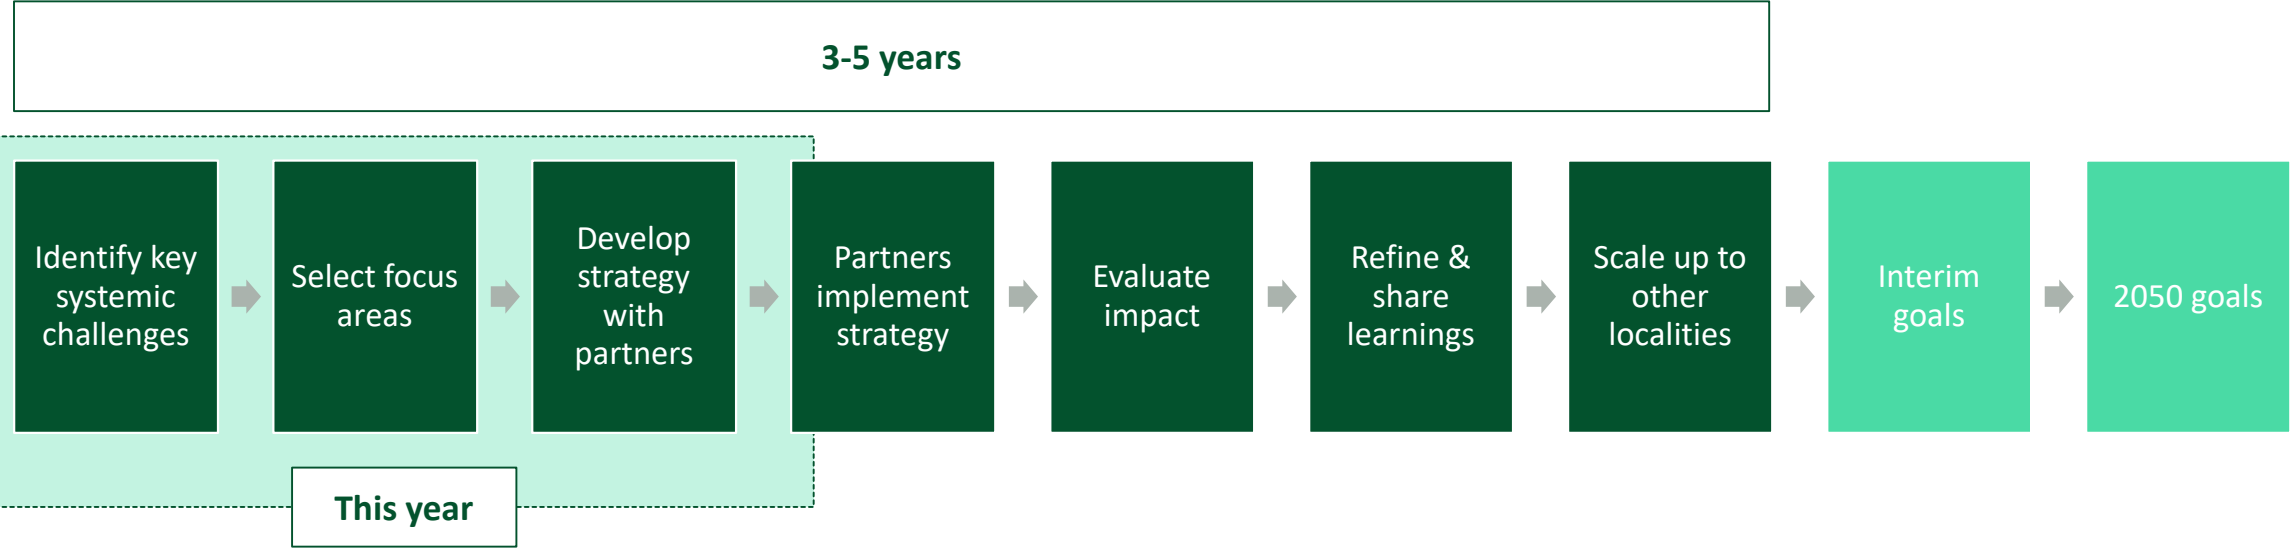 3-5 years
Identify key
systemic
challenges
Select focus
areas
Develop
strategy
with
partners
Partners
implement
strategy
Evaluate
impact
Refine &
share
learnings
Scale up to
other
localities
Interim
goals
2050 goals
This year